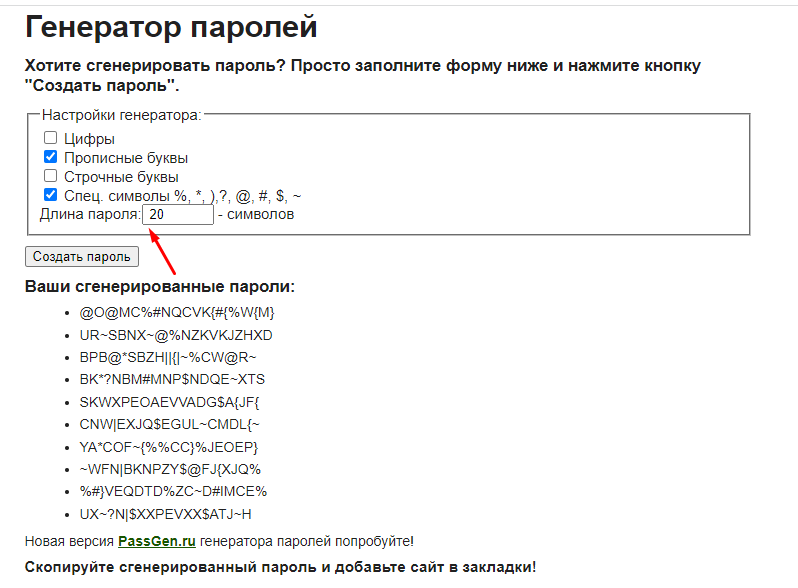 Генератор паролей
Хотите сгенерировать пароль? Просто заполните форму ниже и нажмите кнопку
"Создать пароль".
Настройки генератора:
Цифры
Прописные буквы
Строчные буквы
Спец. символы %, *, ),?, @, #, $, ~
Длина пароля: 20 - символов
Создать пароль
Ваши сгенерированные пароли:
@O@MC%#NQCVK{#{%W{M}
UR~SBNX~@%NZKVKJZHXD
BPB@*SBZH||{|~%CW@R~
BK*?NBM#MNP$NDQE~XTS
SKWXPEOAEVVADG$A{JF{
CNW|EXJQ$EGUL~CMDL{~
YA*COF~{%%CC}%JEOEP}
~WFN|BKNPZY$@FJ{XJQ%
%#}VEQDTD%ZC~D#IMCE%
UX~?N|$XXPEVXX$ATJ~H
Новая версия PassGen.ru генератора паролей попробуйте!
Скопируйте сгенерированный пароль и добавьте сайт в закладки!